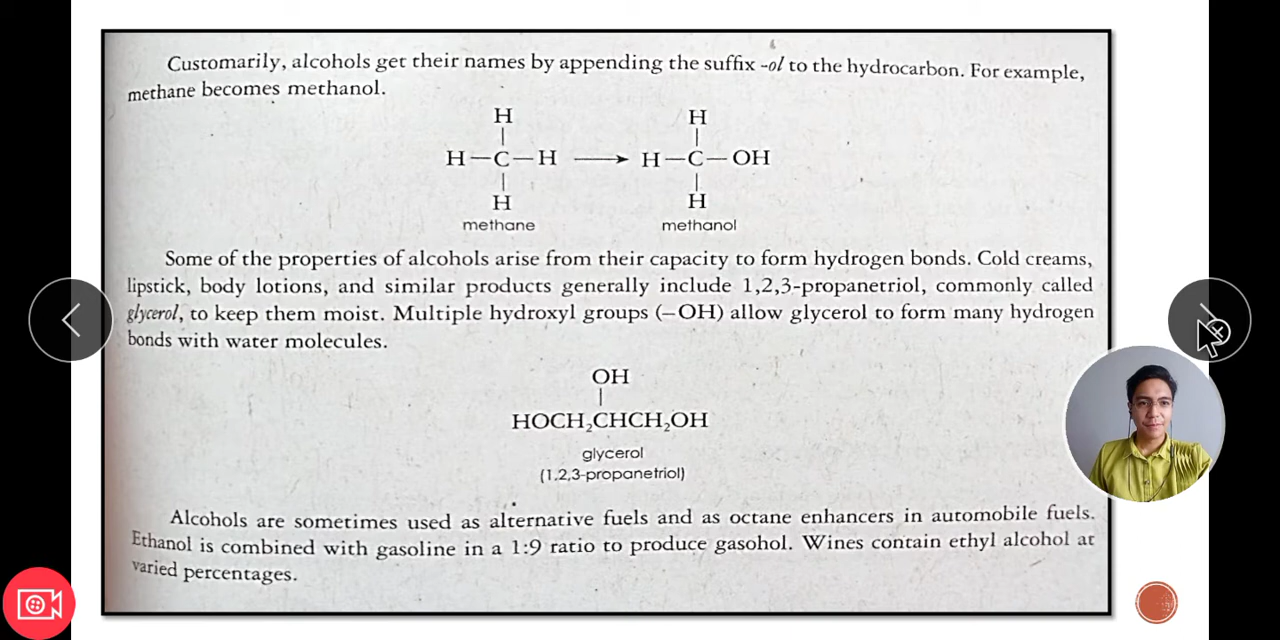 Customarily, alcohols get their names by appending the suffix -ol to the hydrocarbon. For example,
methane becomes methanol.
H H
| |
H—C—H ⟶ H—C—OH
| |
H H
methane methanol
Some of the properties of alcohols arise from their capacity to form hydrogen bonds. Cold creams,
lipstick, body lotions, and similar products generally include 1,2,3-propanetriol, commonly called
glycerol, to keep them moist. Multiple hydroxyl groups (–OH) allow glycerol to form many hydrogen
bonds with water molecules.
OH
|
HOCH₂CHCH₂OH
glycerol
(1,2,3-propanetriol)
Alcohols are sometimes used as alternative fuels and as octane enhancers in automobile fuels.
Ethanol is combined with gasoline in a 1:9 ratio to produce gasohol. Wines contain ethyl alcohol at
varied percentages.